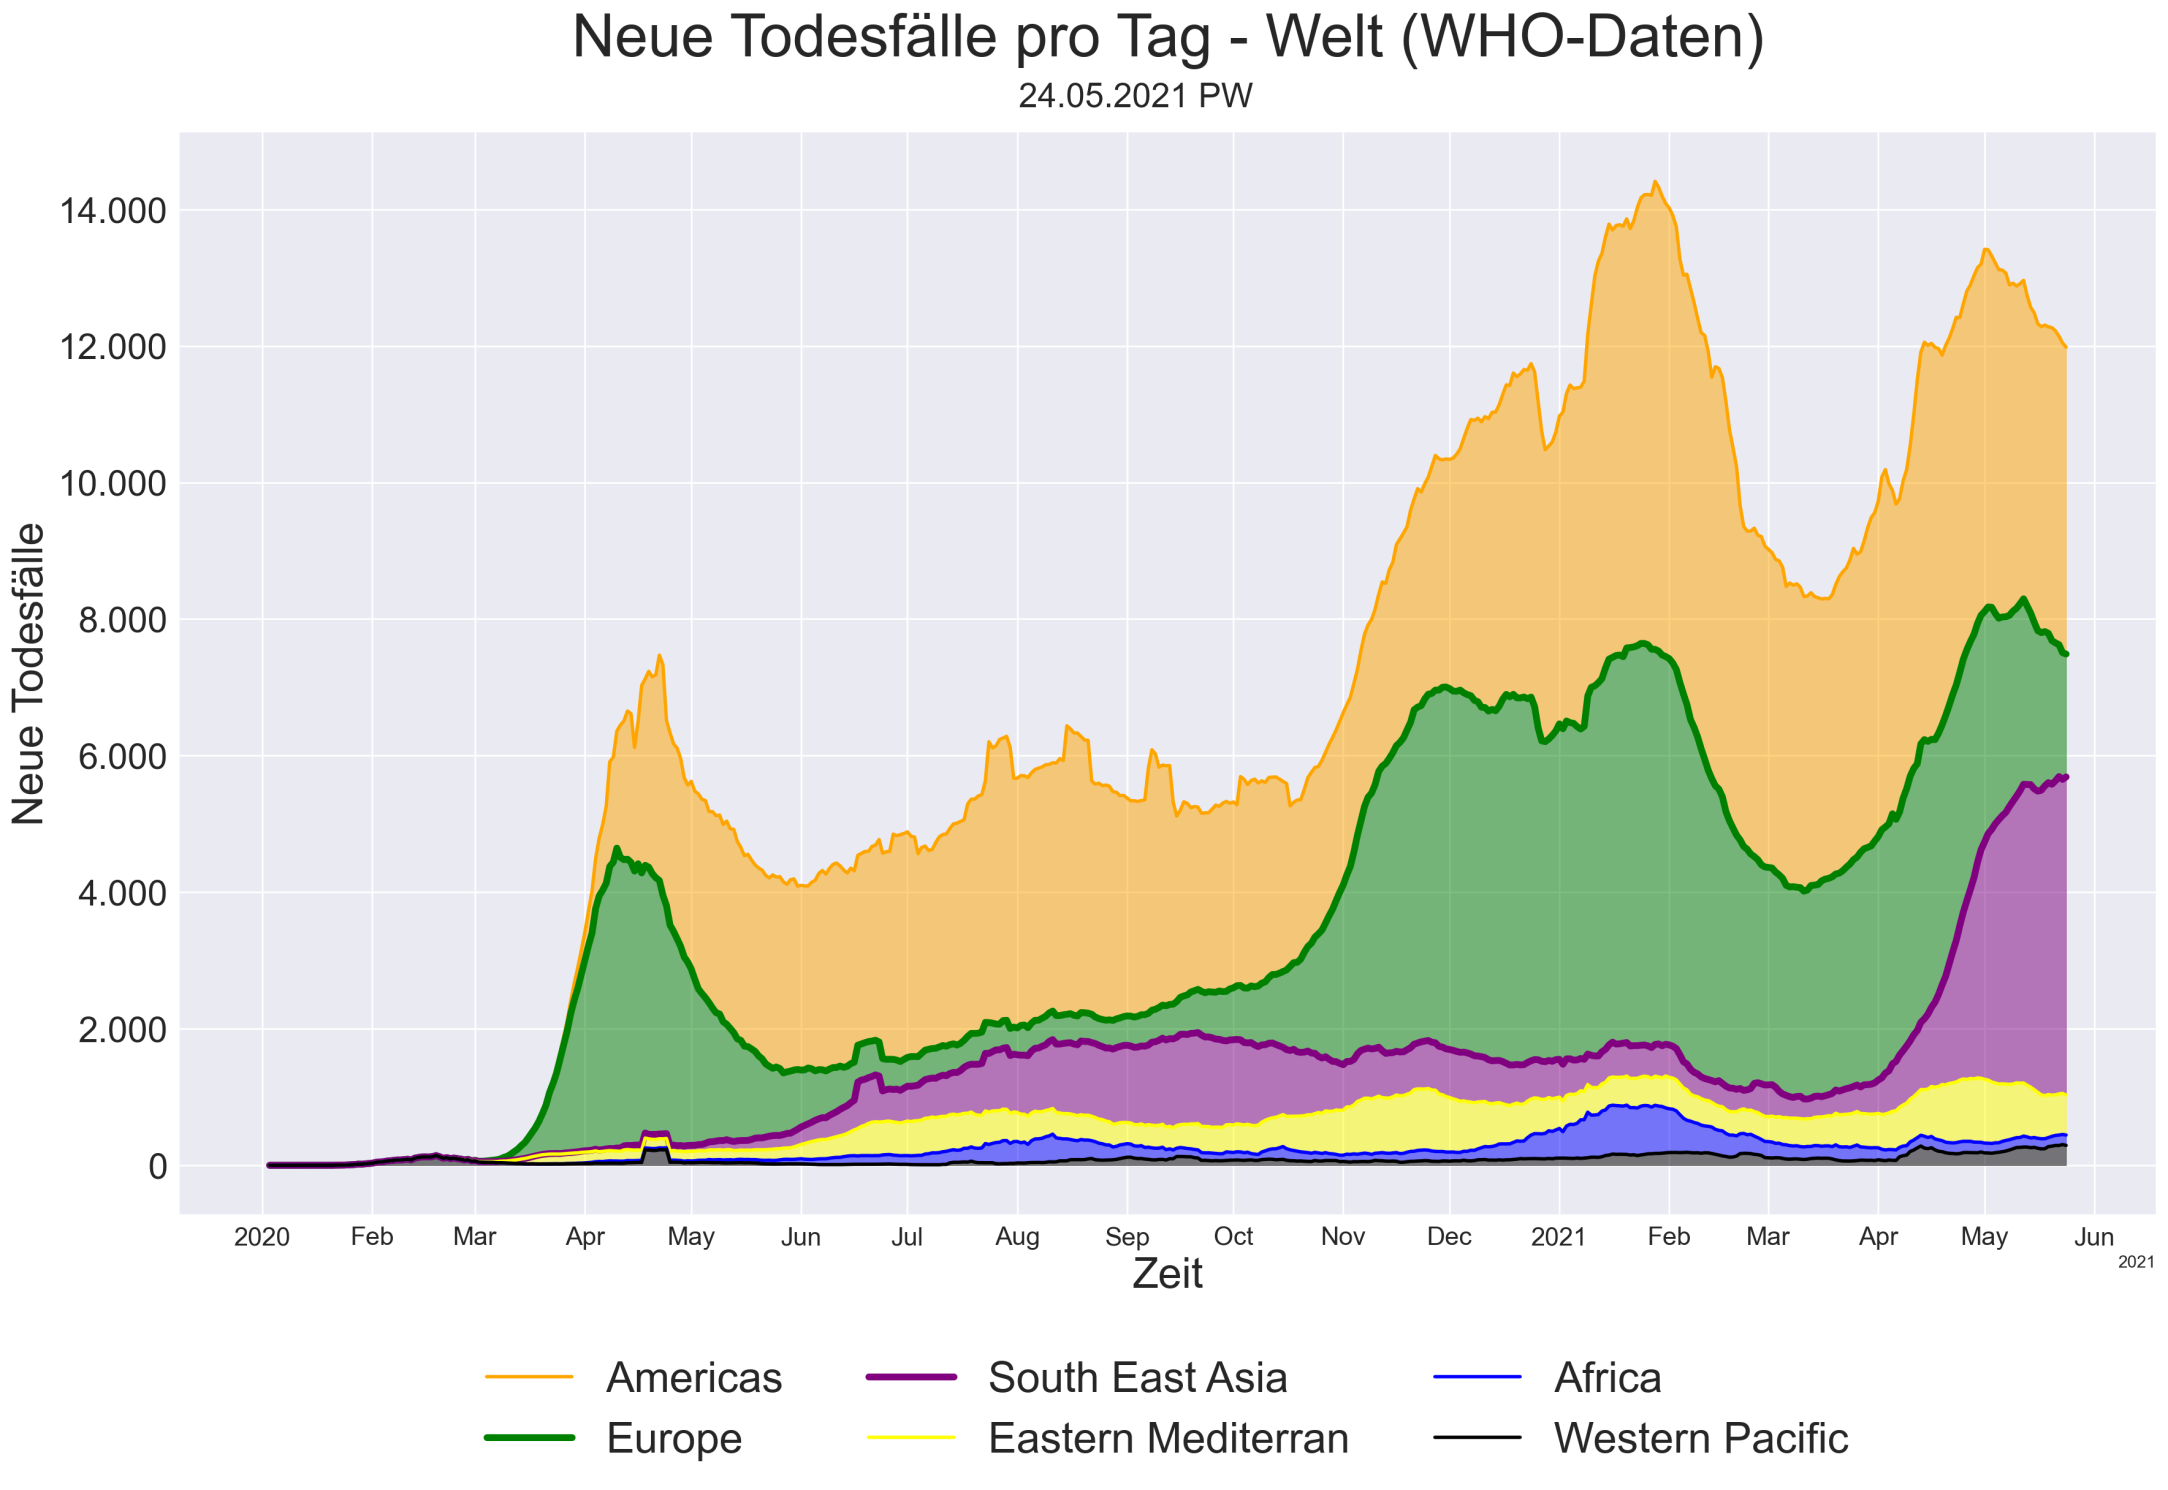 Neue Todesfälle pro Tag - Welt (WHO-Daten)
24.05.2021 PW
Neue Todesfälle
14.000
12.000
10.000
8.000
6.000
4.000
2.000
0
2020 Feb Mar Apr May Jun Jul Aug Sep Oct Nov Dec 2021 Feb Mar Apr May Jun
2021
Zeit
Americas South East Asia Africa
Europe Eastern Mediterran Western Pacific